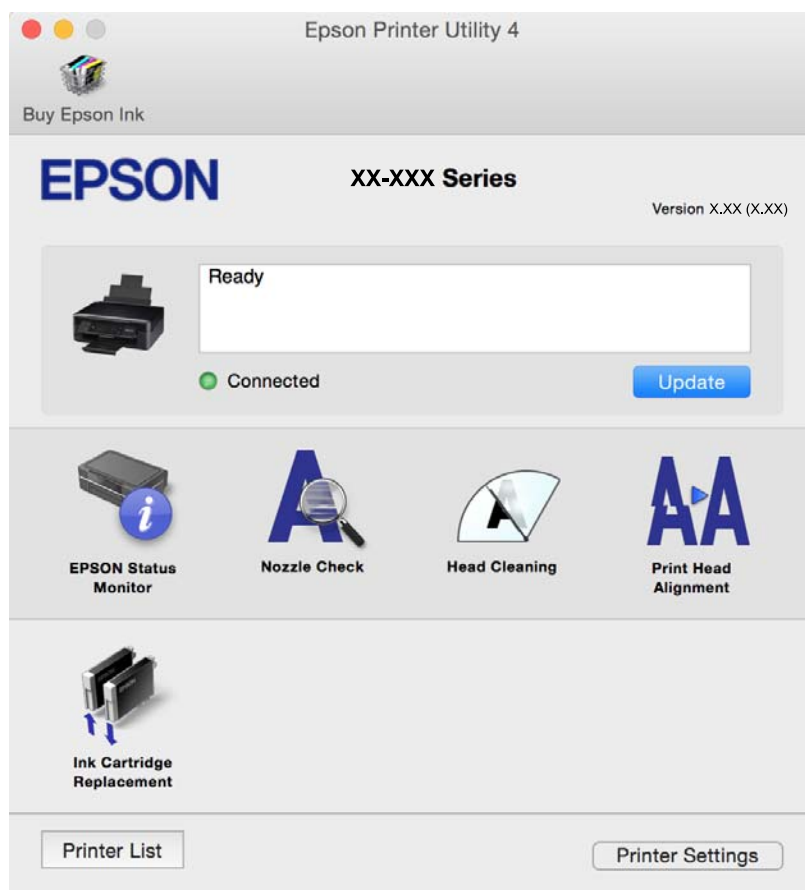 Epson Printer Utility 4
Buy Epson Ink
EPSON
XX-XXX Series
Version X.XX (X.XX)
Ready
Connected
Update
EPSON Status
Monitor
Nozzle Check
Head Cleaning
Print Head
Alignment
Ink Cartridge
Replacement
Printer List
Printer Settings